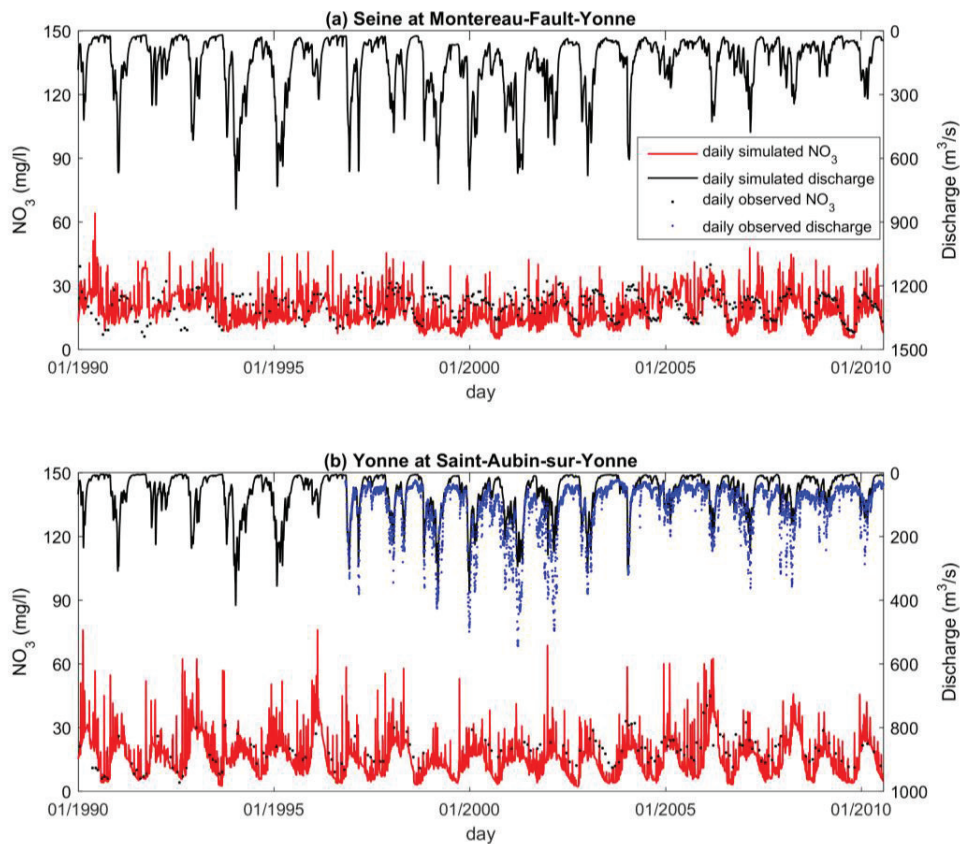 (a) Seine at Montereau-Fault-Yonne
150
120
90
60
30
0
NO3 (mg/l)
0
300
600
900
1200
1500
Discharge (m3/s)
daily simulated NO3
daily simulated discharge
daily observed NO3
daily observed discharge
01/1990
01/1995
01/2000
01/2005
01/2010
day
(b) Yonne at Saint-Aubin-sur-Yonne
150
120
90
60
30
0
NO3 (mg/l)
0
200
400
600
800
1000
Discharge (m3/s)
01/1990
01/1995
01/2000
01/2005
01/2010
day